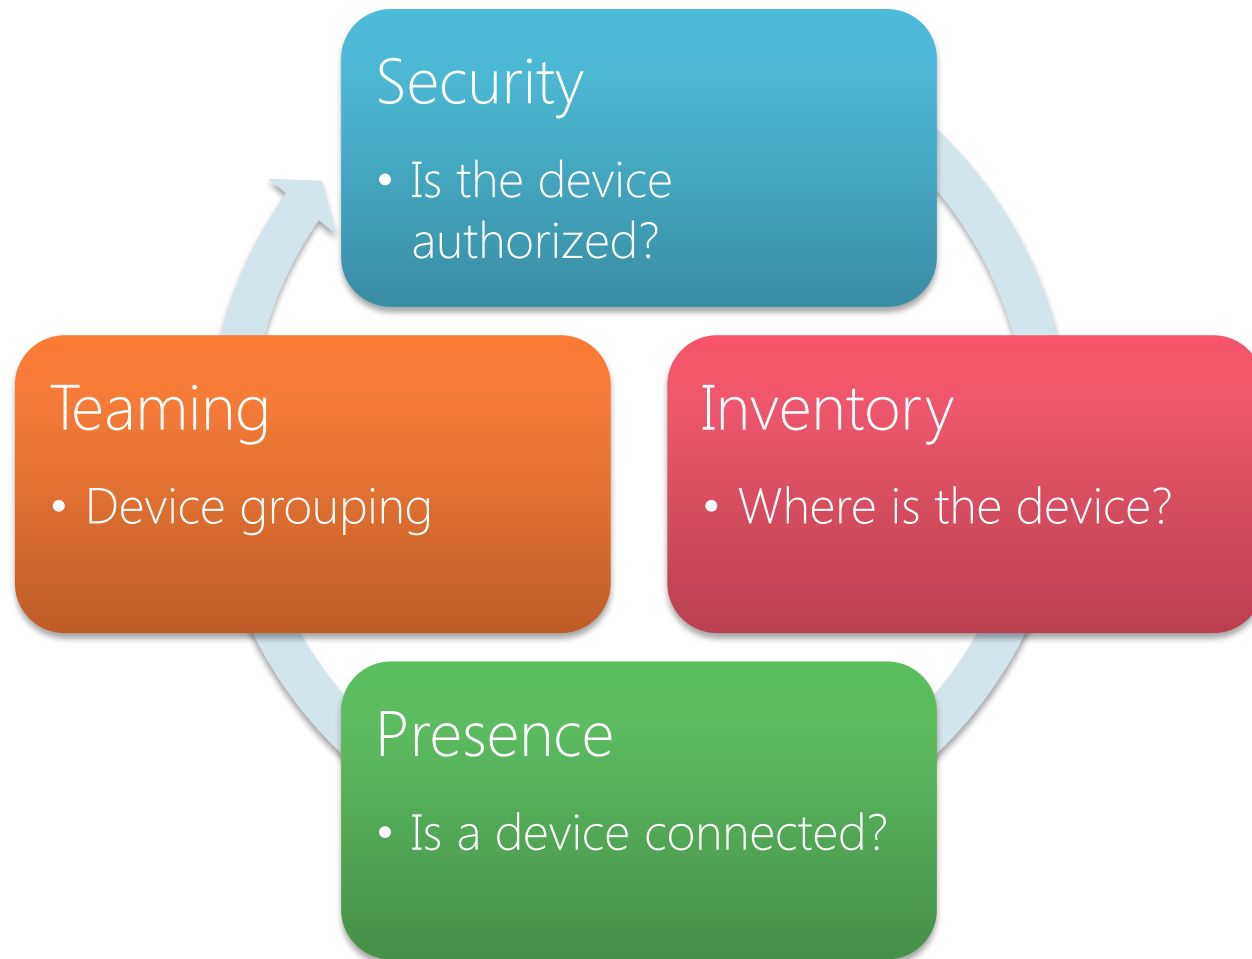 Security
• Is the device
authorized?
Teaming
• Device grouping
Inventory
• Where is the device?
Presence
• Is a device connected?